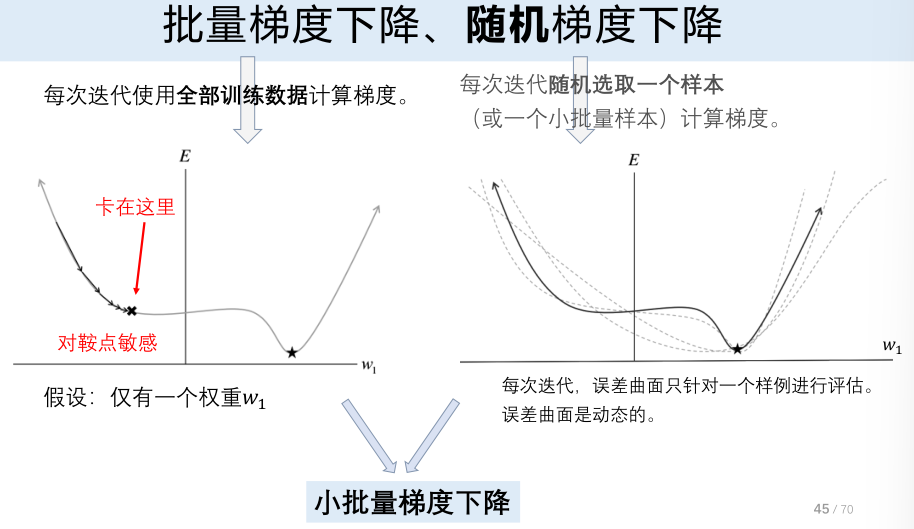 批量梯度下降、随机梯度下降
每次迭代使用全部训练数据计算梯度。
每次迭代随机选取一个样本
（或一个小批量样本）计算梯度。
E
卡在这里
对鞍点敏感
w₁
假设：仅有一个权重w₁
E
w₁
每次迭代，误差曲面只针对一个样例进行评估。
误差曲面是动态的。
小批量梯度下降
45 / 70